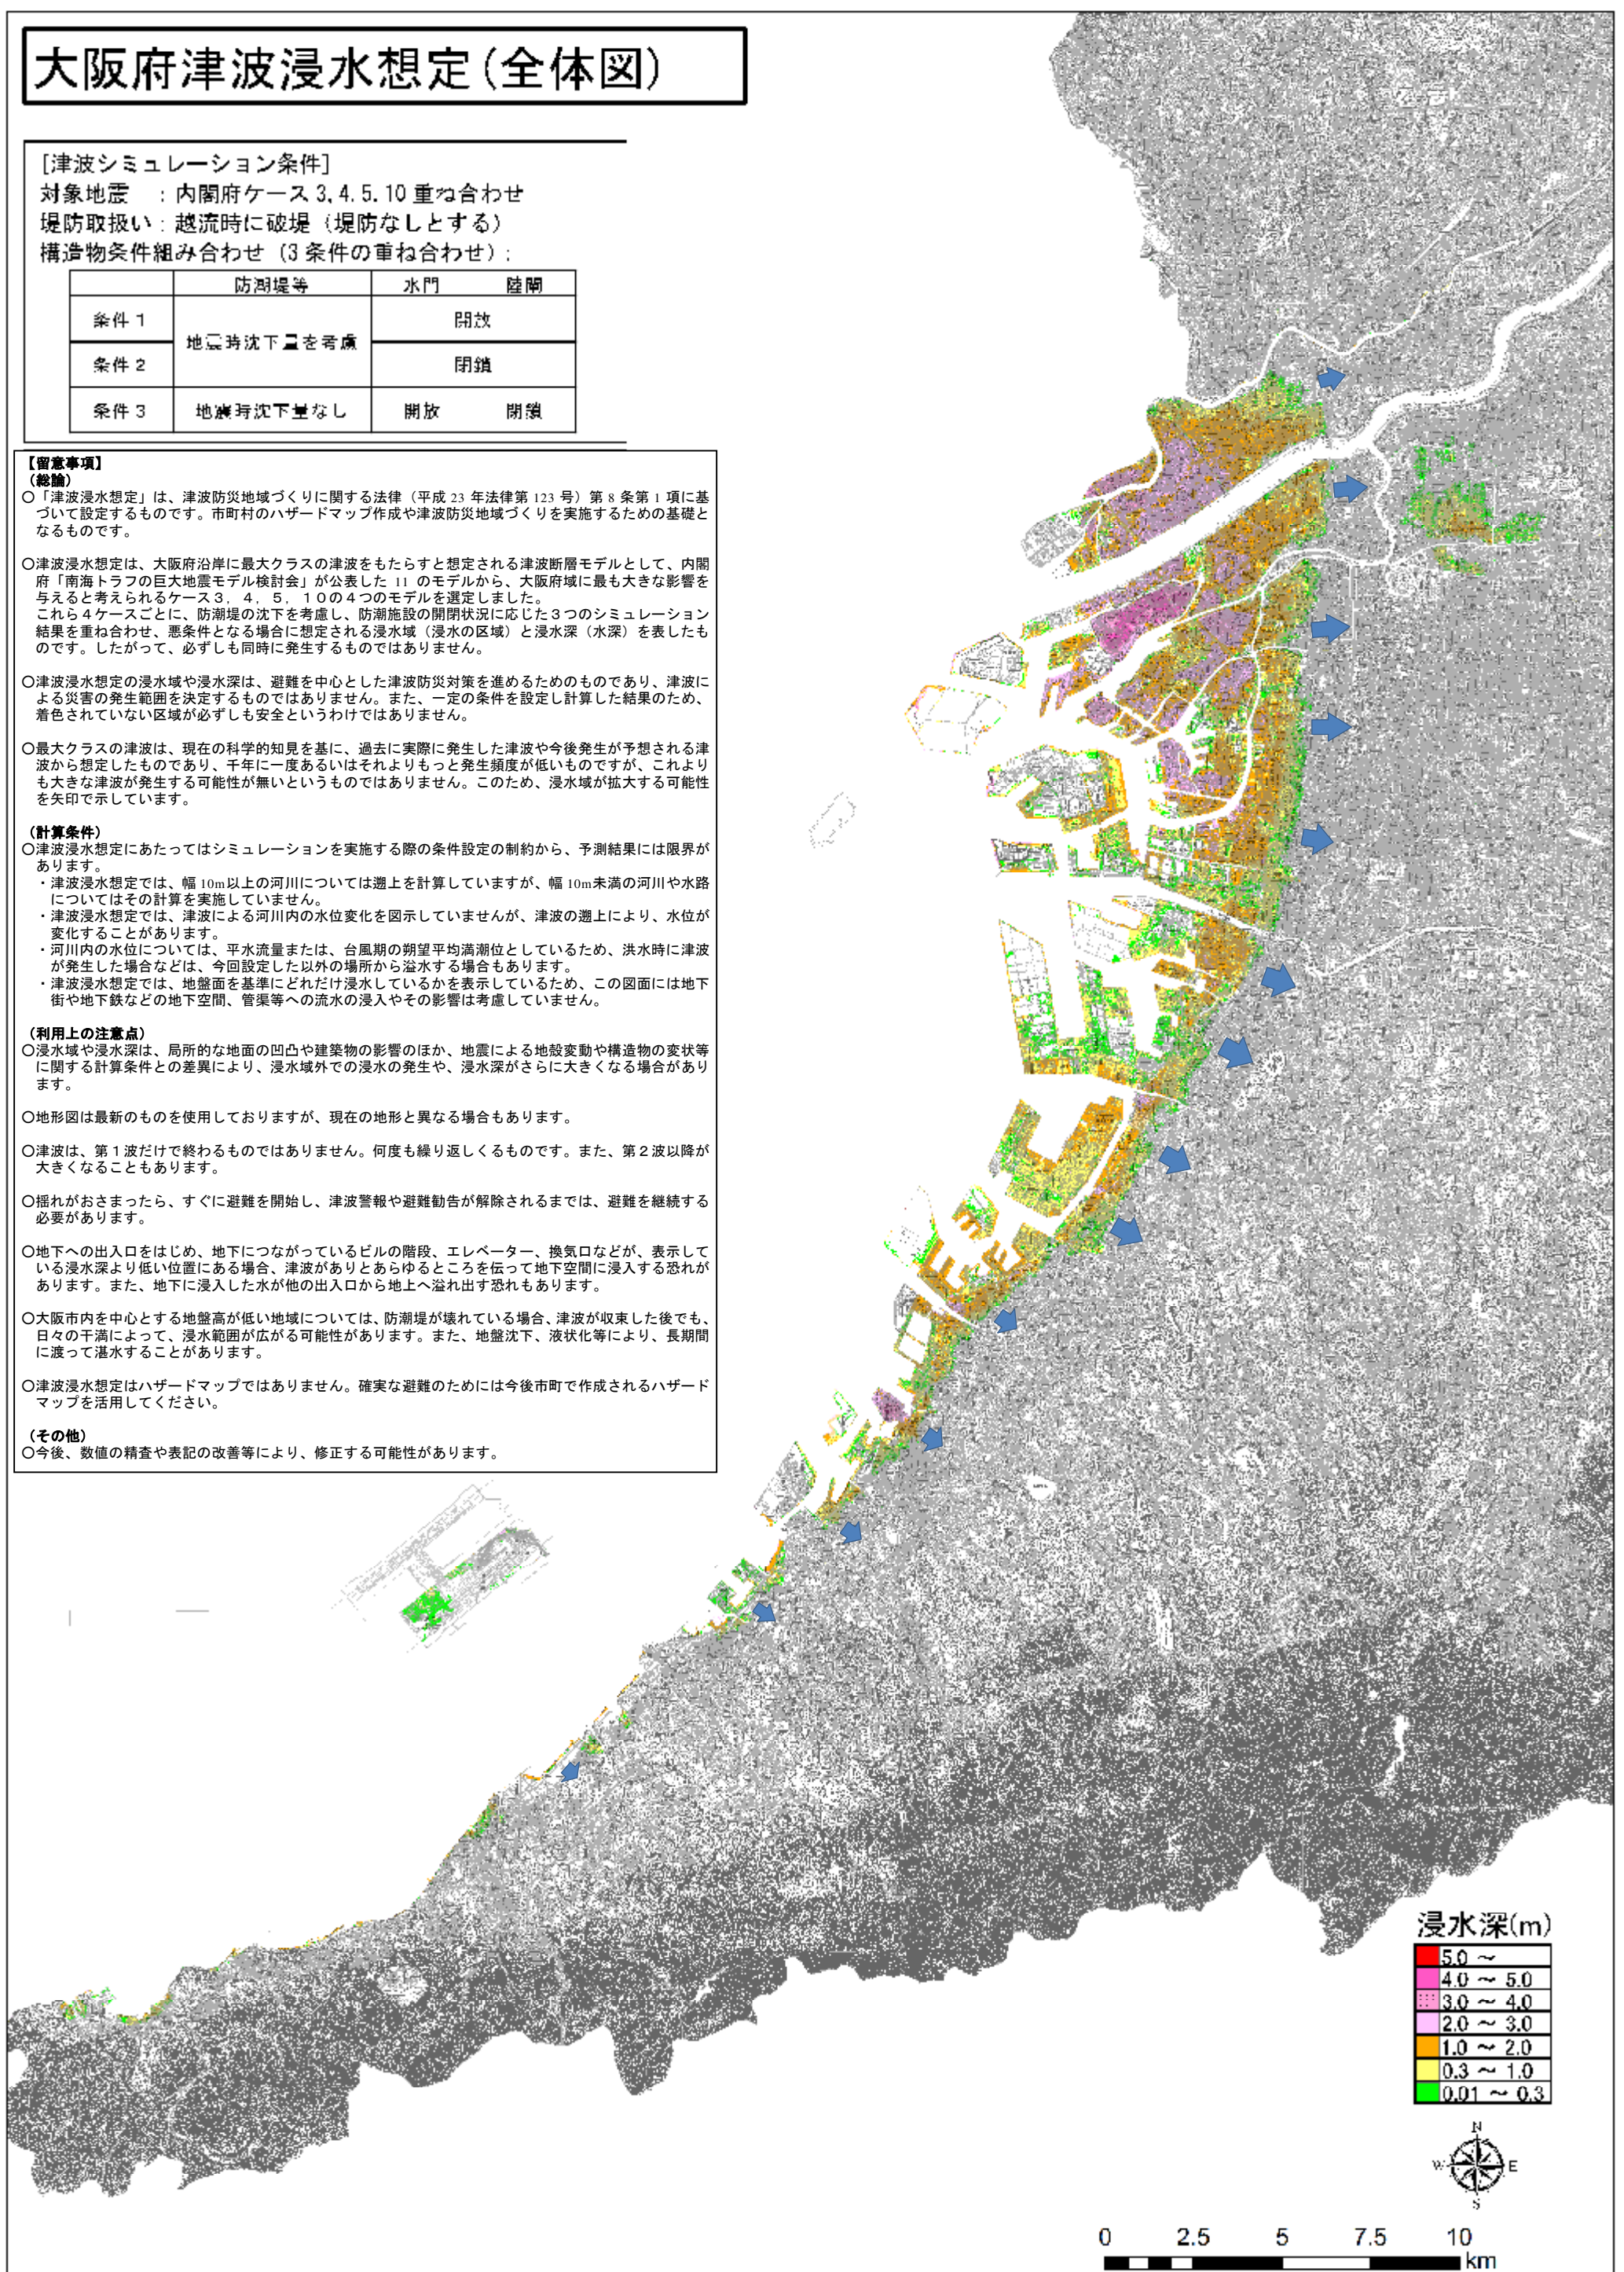 大阪府津波浸水想定(全体図)
[津波シミュレーション条件]
対象地震　：内閣府ケース 3,4,5,10 重ね合わせ
堤防取扱い：越流時に破堤（堤防なしとする）
構造物条件組み合わせ（3 条件の重ね合わせ）:
防潮堤等　水門　陸閘
条件 1　地震時沈下量を考慮　開放
条件 2　閉鎖
条件 3　地震時沈下量なし　開放　閉鎖
【留意事項】
（総論）
○「津波浸水想定」は、津波防災地域づくりに関する法律（平成 23 年法律第 123 号）第 8 条第 1 項に基
づいて設定するものです。市町村のハザードマップ作成や津波防災地域づくりを実施するための基礎と
なるものです。
○津波浸水想定は、大阪府沿岸に最大クラスの津波をもたらすと想定される津波断層モデルとして、内閣
府「南海トラフの巨大地震モデル検討会」が公表した 11 のモデルから、大阪府域に最も大きな影響を
与えると考えられるケース３，４，５，１０の４つのモデルを選定しました。
これら４ケースごとに、防潮堤の沈下を考慮し、防潮施設の開閉状況に応じた３つのシミュレーション
結果を重ね合わせ、悪条件となる場合に想定される浸水域（浸水の区域）と浸水深（水深）を表したも
のです。したがって、必ずしも同時に発生するものではありません。
○津波浸水想定の浸水域や浸水深は、避難を中心とした津波防災対策を進めるためのものであり、津波に
よる災害の発生範囲を決定するものではありません。また、一定の条件を設定し計算した結果のため、
着色されていない区域が必ずしも安全というわけではありません。
○最大クラスの津波は、現在の科学的知見を基に、過去に実際に発生した津波や今後発生が予想される津
波から想定したものであり、千年に一度あるいはそれよりもっと発生頻度が低いものですが、これより
も大きな津波が発生する可能性が無いというものではありません。このため、浸水域が拡大する可能性
を矢印で示しています。
（計算条件）
○津波浸水想定にあたってはシミュレーションを実施する際の条件設定の制約から、予測結果には限界が
あります。
・津波浸水想定では、幅 10m以上の河川については遡上を計算していますが、幅 10m未満の河川や水路
についてはその計算を実施していません。
・津波浸水想定では、津波による河川内の水位変化を図示していませんが、津波の遡上により、水位が
変化することがあります。
・河川内の水位については、平水流量または、台風期の朔望平均満潮位としているため、洪水時に津波
が発生した場合などは、今回設定した以外の場所から溢水する場合もあります。
・津波浸水想定では、地盤面を基準にどれだけ浸水しているかを表示しているため、この図面には地下
街や地下鉄などの地下空間、管渠等への流水の浸入やその影響は考慮していません。
（利用上の注意点）
○浸水域や浸水深は、局所的な地面の凹凸や建築物の影響のほか、地震による地殻変動や構造物の変状等
に関する計算条件との差異により、浸水域外での浸水の発生や、浸水深がさらに大きくなる場合があり
ます。
○地形図は最新のものを使用しておりますが、現在の地形と異なる場合もあります。
○津波は、第１波だけで終わるものではありません。何度も繰り返しくるものです。また、第２波以降が
大きくなることもあります。
○揺れがおさまったら、すぐに避難を開始し、津波警報や避難勧告が解除されるまでは、避難を継続する
必要があります。
○地下への出入口をはじめ、地下につながっているビルの階段、エレベーター、換気口などが、表示して
いる浸水深より低い位置にある場合、津波がありとあらゆるところを伝って地下空間に浸入する恐れが
あります。また、地下に浸入した水が他の出入口から地上へ溢れ出す恐れもあります。
○大阪市内を中心とする地盤高が低い地域については、防潮堤が壊れている場合、津波が収束した後でも、
日々の干満によって、浸水範囲が広がる可能性があります。また、地盤沈下、液状化等により、長期間
に渡って湛水することがあります。
○津波浸水想定はハザードマップではありません。確実な避難のためには今後市町で作成されるハザード
マップを活用してください。
（その他）
○今後、数値の精査や表記の改善等により、修正する可能性があります。
浸水深(m)
5.0 ～
4.0 ～ 5.0
3.0 ～ 4.0
2.0 ～ 3.0
1.0 ～ 2.0
0.3 ～ 1.0
0.01 ～ 0.3
N
W E
S
0 2.5 5 7.5 10
km